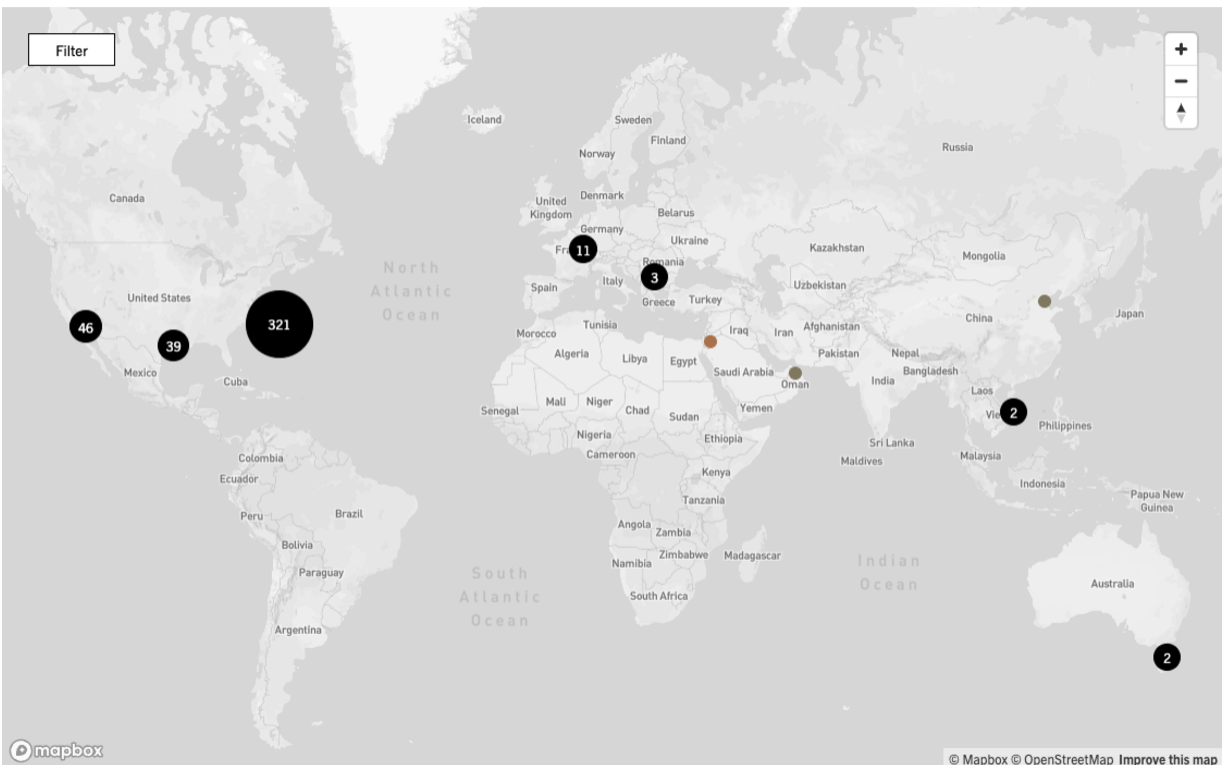 Filter
+
−
Iceland
Sweden
Finland
Norway
Russia
Canada
United
Kingdom
Denmark
Belarus
Germany
Ukraine
Fra
11
Kazakhstan
Mongolia
North
Atlantic
Ocean
Romania
3
Italy
Spain
Uzbekistan
United States
Greece
Turkey
China
Japan
46
321
39
Morocco
Tunisia
Iraq
Iran
Afghanistan
Algeria
Libya
Egypt
Pakistan
Nepal
Mexico
Cuba
Saudi Arabia
Bangladesh
Oman
India
Laos
Mali
Niger
Chad
Sudan
Yemen
Vie
2
Senegal
Philippines
Nigeria
Ethiopia
Sri Lanka
Cameroon
Maldives
Malaysia
Colombia
Ecuador
Kenya
Indonesia
Tanzania
Papua New
Guinea
Peru
Brazil
Angola
Zambia
Bolivia
Zimbabwe
Madagascar
Namibia
Indian
Ocean
Paraguay
South
Atlantic
Ocean
Australia
South Africa
Argentina
2
mapbox
© Mapbox © OpenStreetMap Improve this map